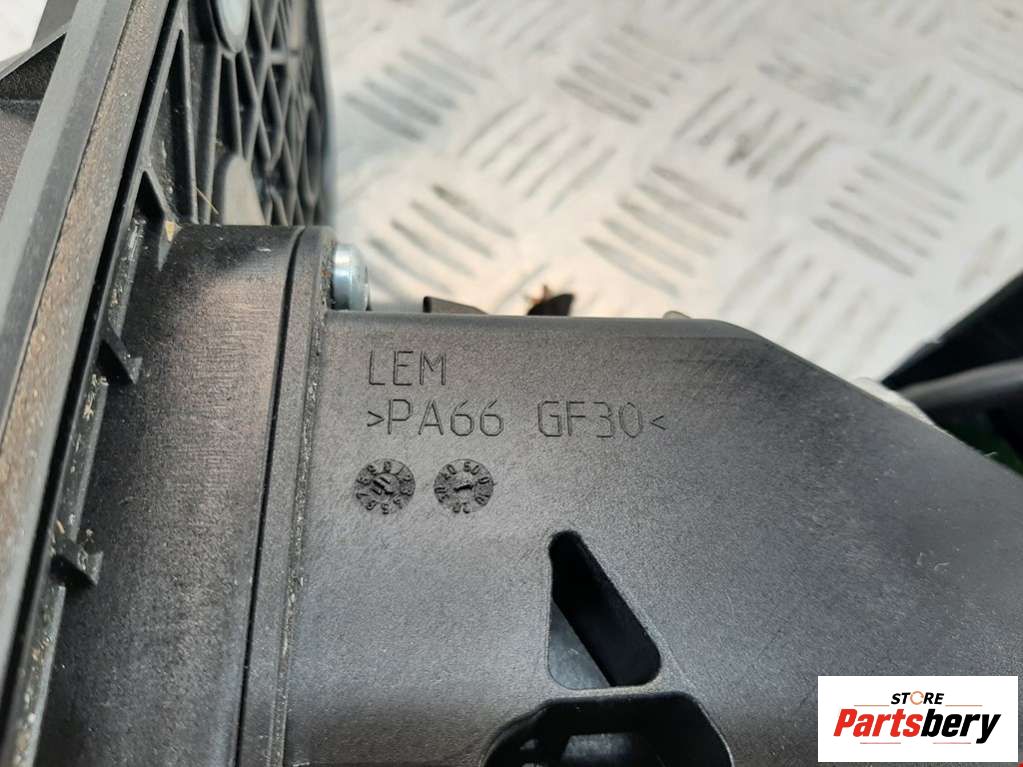 LEM
>PA66 GF30<
STORE
Partsbery